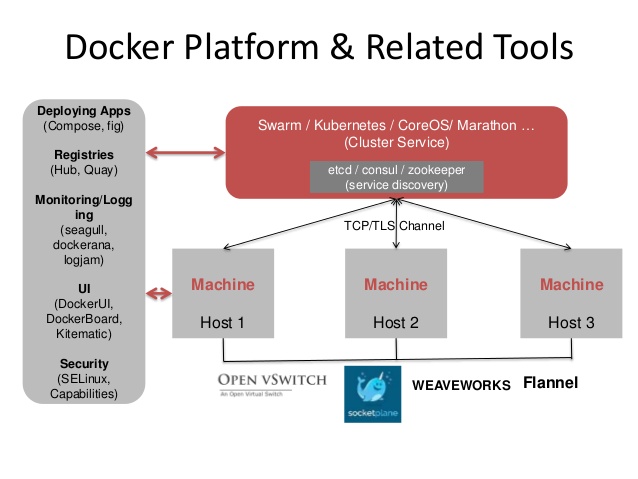 Docker Platform & Related Tools
Deploying Apps
(Compose, fig)
Registries
(Hub, Quay)
Monitoring/Logg
ing
(seagull,
dockerana,
logjam)
UI
(DockerUI,
DockerBoard,
Kitematic)
Security
(SELinux,
Capabilities)
Swarm / Kubernetes / CoreOS/ Marathon …
(Cluster Service)
etcd / consul / zookeeper
(service discovery)
TCP/TLS Channel
Machine
Host 1
Machine
Host 2
Machine
Host 3
OPEN VSWITCH
An Open Virtual Switch
socketplane
WEAVEWORKS
Flannel